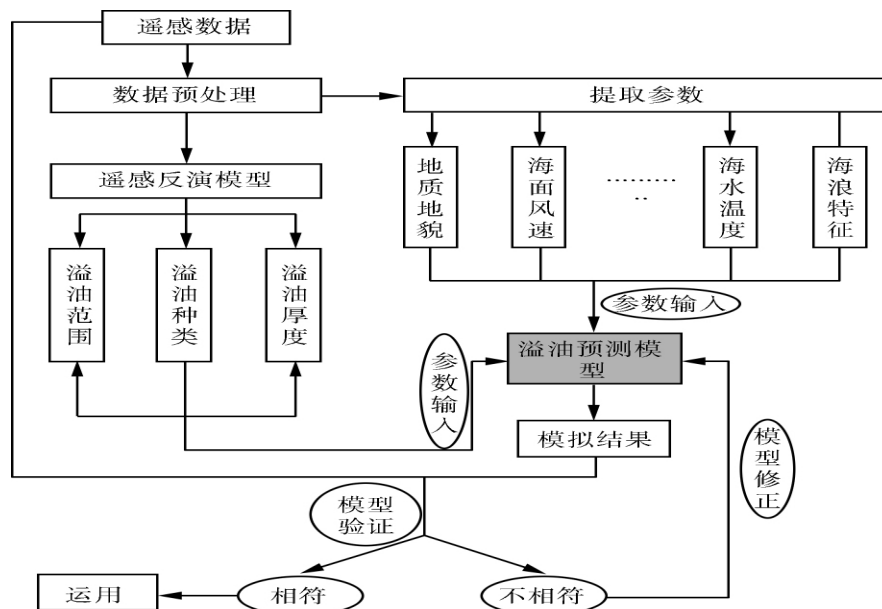 遥感数据
数据预处理
提取参数
遥感反演模型
地质地貌
海面风速
海水温度
海浪特征
溢油范围
溢油种类
溢油厚度
参数输入
溢油预测模
型
参数输入
模拟结果
模型修正
模型
验证
运用
相符
不相符